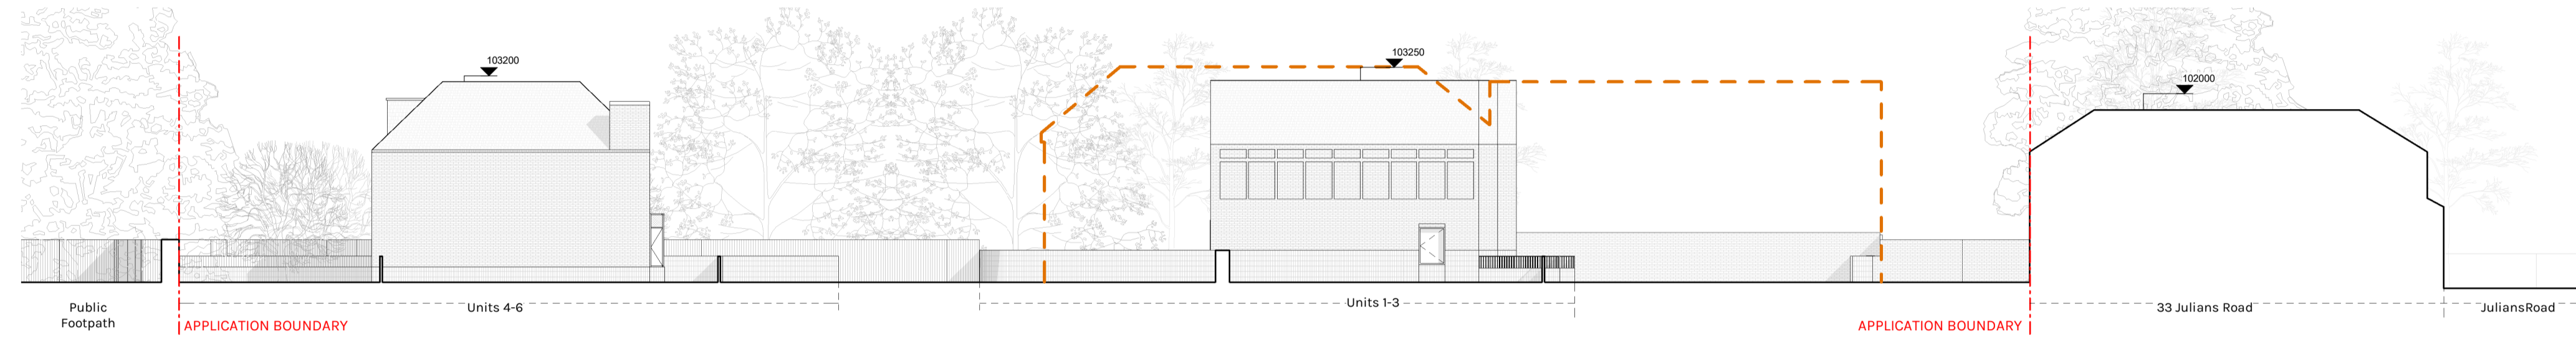 103200
103250
102000
Public
Footpath
Units 4-6
Units 1-3
33 Julians Road
JuliansRoad
APPLICATION BOUNDARY
APPLICATION BOUNDARY